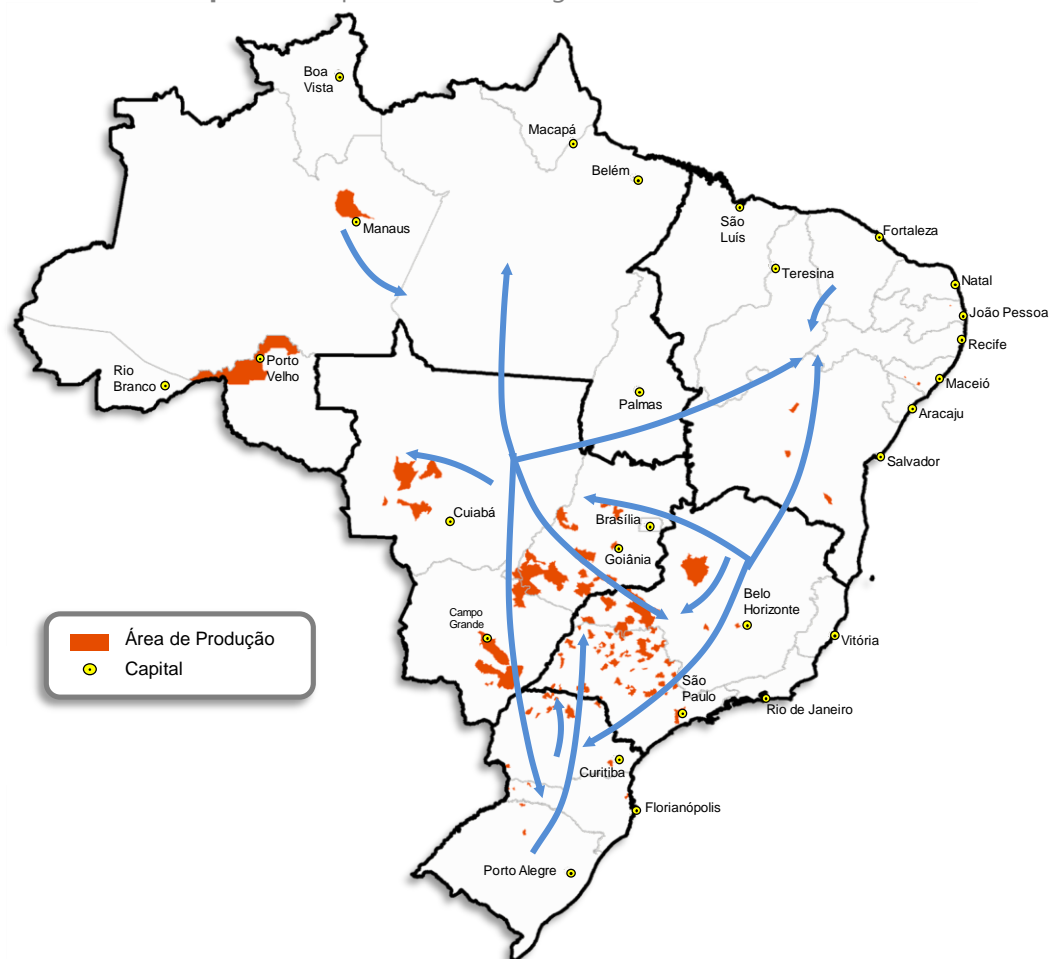 Boa
Vista
Macapá
Belém
São
Luís
Fortaleza
Manaus
Teresina
Natal
João Pessoa
Recife
Porto
Velho
Rio
Branco
Maceió
Palmas
Aracaju
Salvador
Cuiabá
Brasília
Goiânia
Belo
Horizonte
Campo
Grande
Vitória
Área de Produção
Capital
São
Paulo
Rio de Janeiro
Curitiba
Florianópolis
Porto Alegre